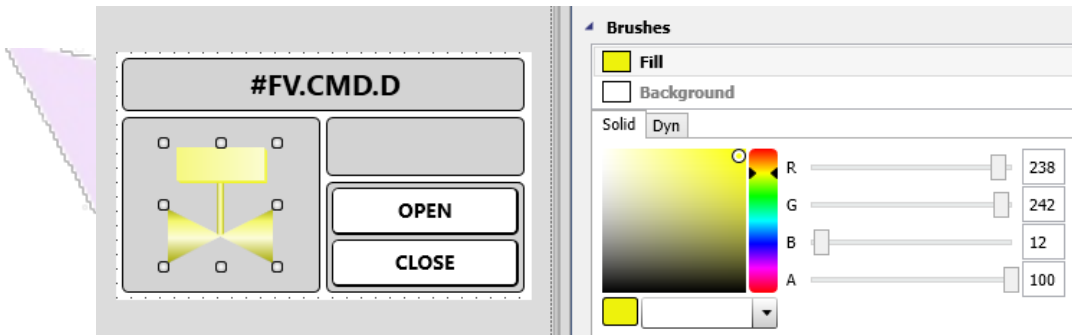 #FV.CMD.D
OPEN
CLOSE
Brushes
Fill
Background
Solid Dyn
R 238
G 242
B 12
A 100